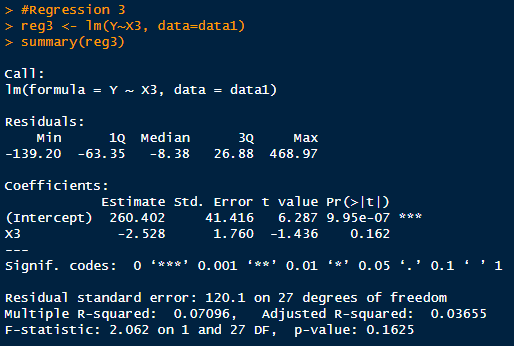 > #Regression 3
> reg3 <- lm(Y~X3, data=data1)
> summary(reg3)
Call:
lm(formula = Y ~ X3, data = data1)
Residuals:
Min 1Q Median 3Q Max
-139.20 -63.35 -8.38 26.88 468.97
Coefficients:
Estimate Std. Error t value Pr(>|t|)
(Intercept) 260.402 41.416 6.287 9.95e-07 ***
X3 -2.528 1.760 -1.436 0.162
---
Signif. codes: 0 ‘***’ 0.001 ‘**’ 0.01 ‘*’ 0.05 ‘.’ 0.1 ‘ ’ 1
Residual standard error: 120.1 on 27 degrees of freedom
Multiple R-squared: 0.07096, Adjusted R-squared: 0.03655
F-statistic: 2.062 on 1 and 27 DF, p-value: 0.1625